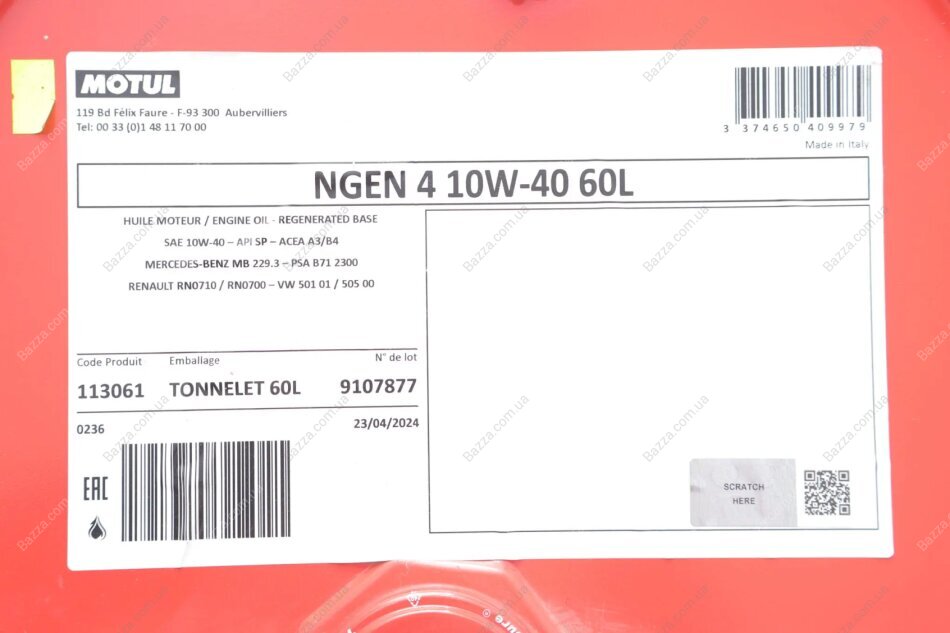 MOTUL
119 Bd Félix Faure - F-93 300 Aubervilliers
Tel: 00 33 (0)1 48 11 70 00
3 374650 409979
Made in Italy
NGEN 4 10W-40 60L
HUILE MOTEUR / ENGINE OIL - REGENERATED BASE
SAE 10W-40 – API SP – ACEA A3/B4
MERCEDES-BENZ MB 229.3 – PSA B71 2300
RENAULT RN0710 / RN0700 – VW 501 01 / 505 00
Code Produit Emballage N° de lot
113061 TONNELET 60L 9107877
0236 23/04/2024
EAC
SCRATCH
HERE
Bazza.com.ua